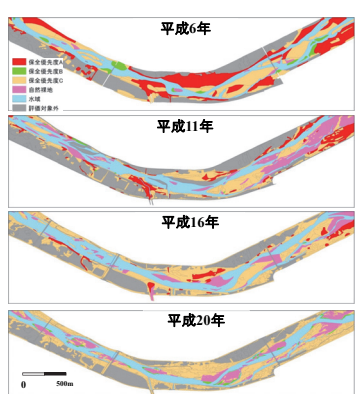 平成6年
保全優先度A
保全優先度B
保全優先度C
自然裸地
水域
評価対象外
平成11年
平成16年
平成20年
0 500m